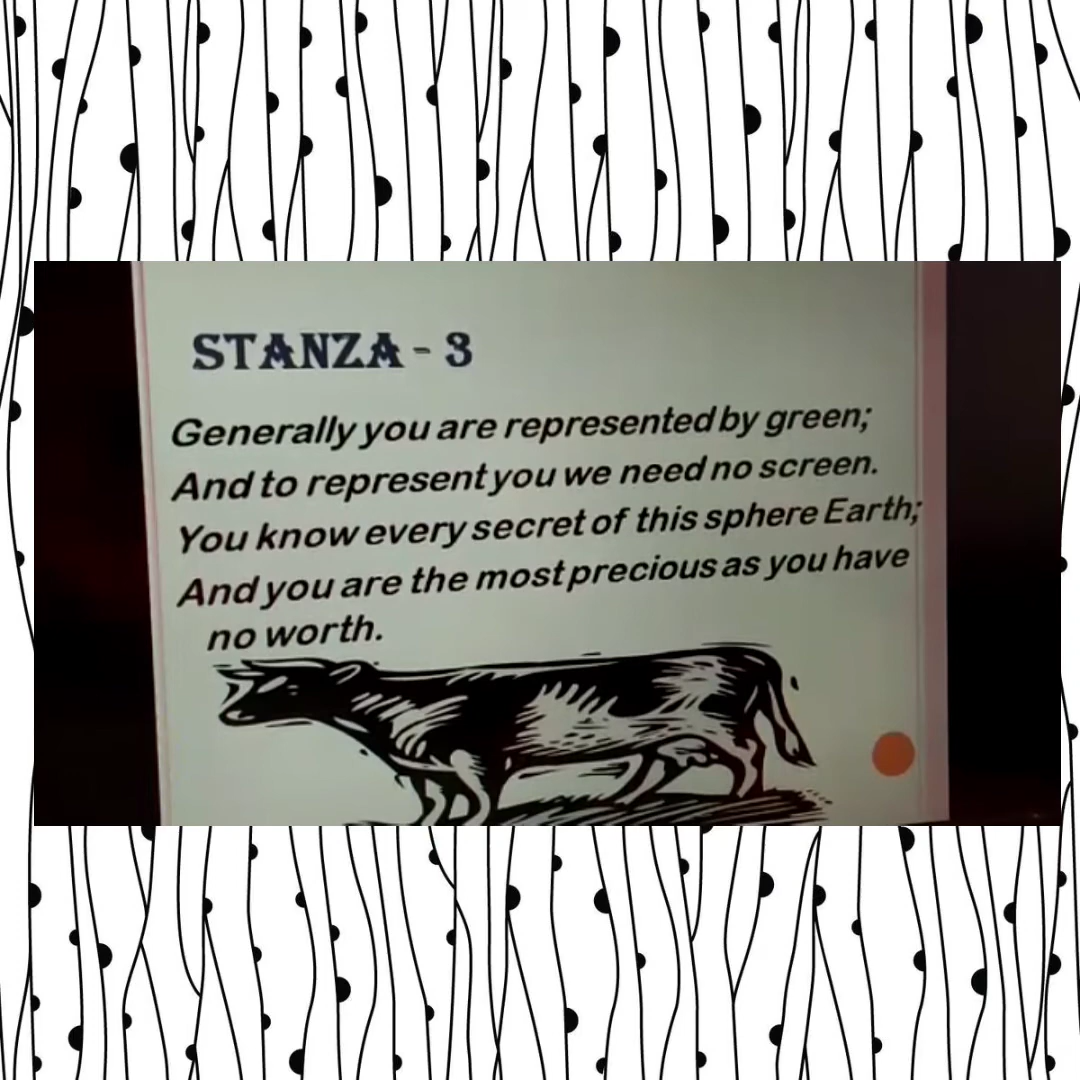 STANZA - 3
Generally you are represented by green;
And to represent you we need no screen.
You know every secret of this sphere Earth;
And you are the most precious as you have
no worth.